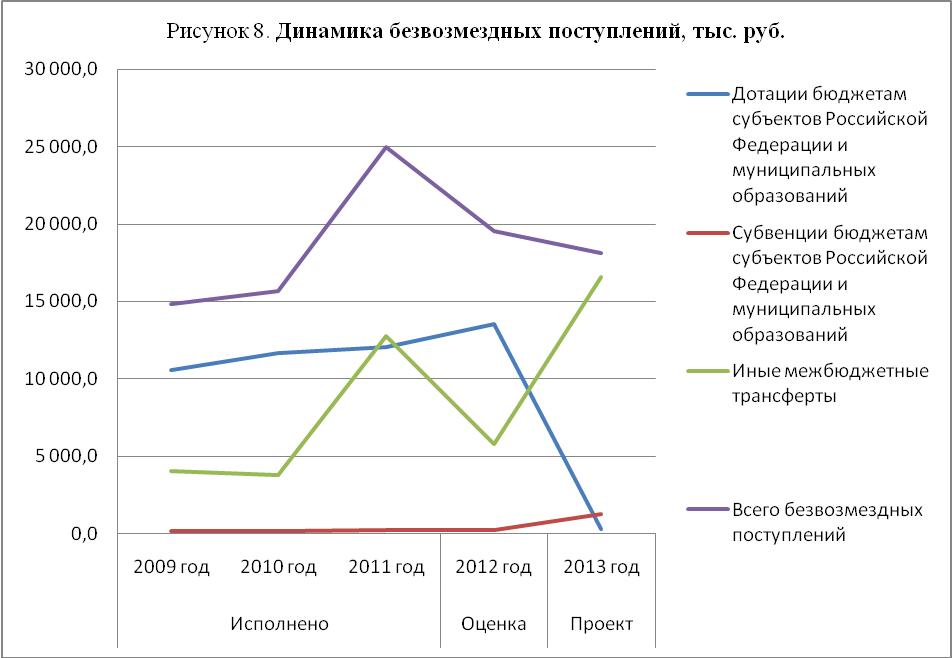 Рисунок 8. Динамика безвозмездных поступлений, тыс. руб.
30 000,0
25 000,0
20 000,0
15 000,0
10 000,0
5 000,0
0,0
2009 год 2010 год 2011 год 2012 год 2013 год
Исполнено Оценка Проект
Дотации бюджетам
субъектов Российской
Федерации и
муниципальных
образований
Субвенции бюджетам
субъектов Российской
Федерации и
муниципальных
образований
Иные межбюджетные
трансферты
Всего безвозмездных
поступлений